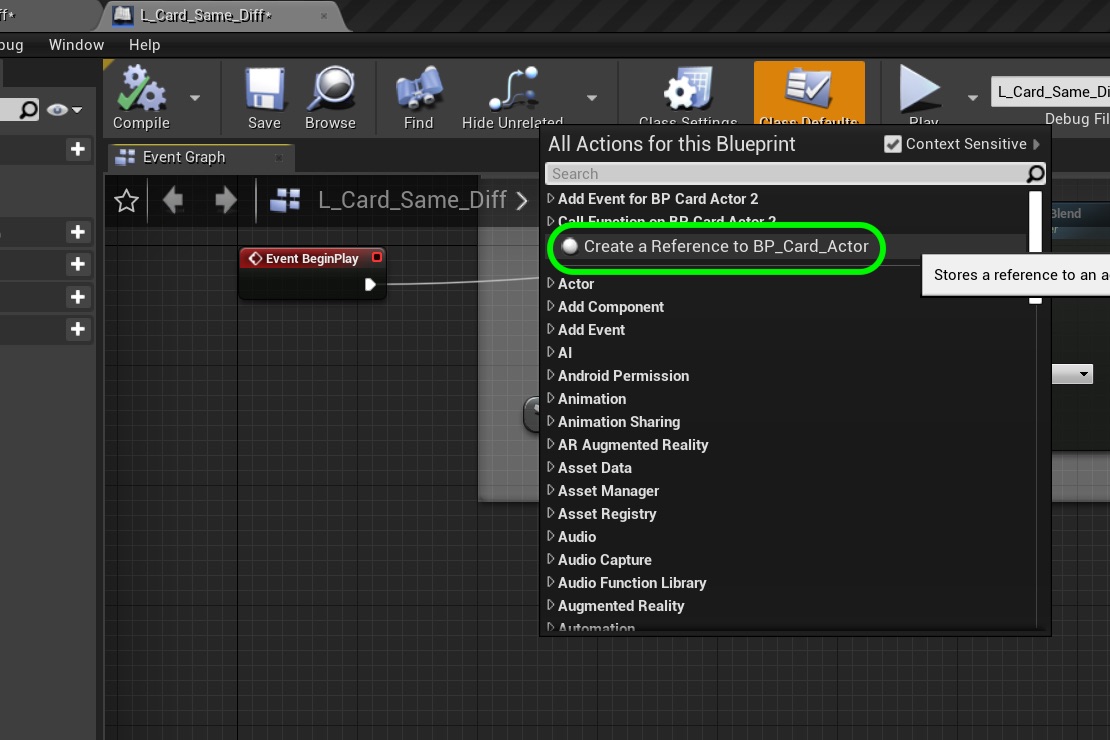 ff*
L_Card_Same_Diff*
bug Window Help
Compile
Save
Browse
Find
Hide Unrelated
Class Settings
Class Defaults
Play
L_Card_Same_Di
Debug Fil
Event Graph
L_Card_Same_Diff
Event BeginPlay
All Actions for this Blueprint
Context Sensitive
Search
Add Event for BP Card Actor 2
Call Function on BP Card Actor 2
Create a Reference to BP_Card_Actor
Stores a reference to an a
Blend
er
Actor
Add Component
Add Event
AI
Android Permission
Animation
Animation Sharing
AR Augmented Reality
Asset Data
Asset Manager
Asset Registry
Audio
Audio Capture
Audio Function Library
Augmented Reality
Automation